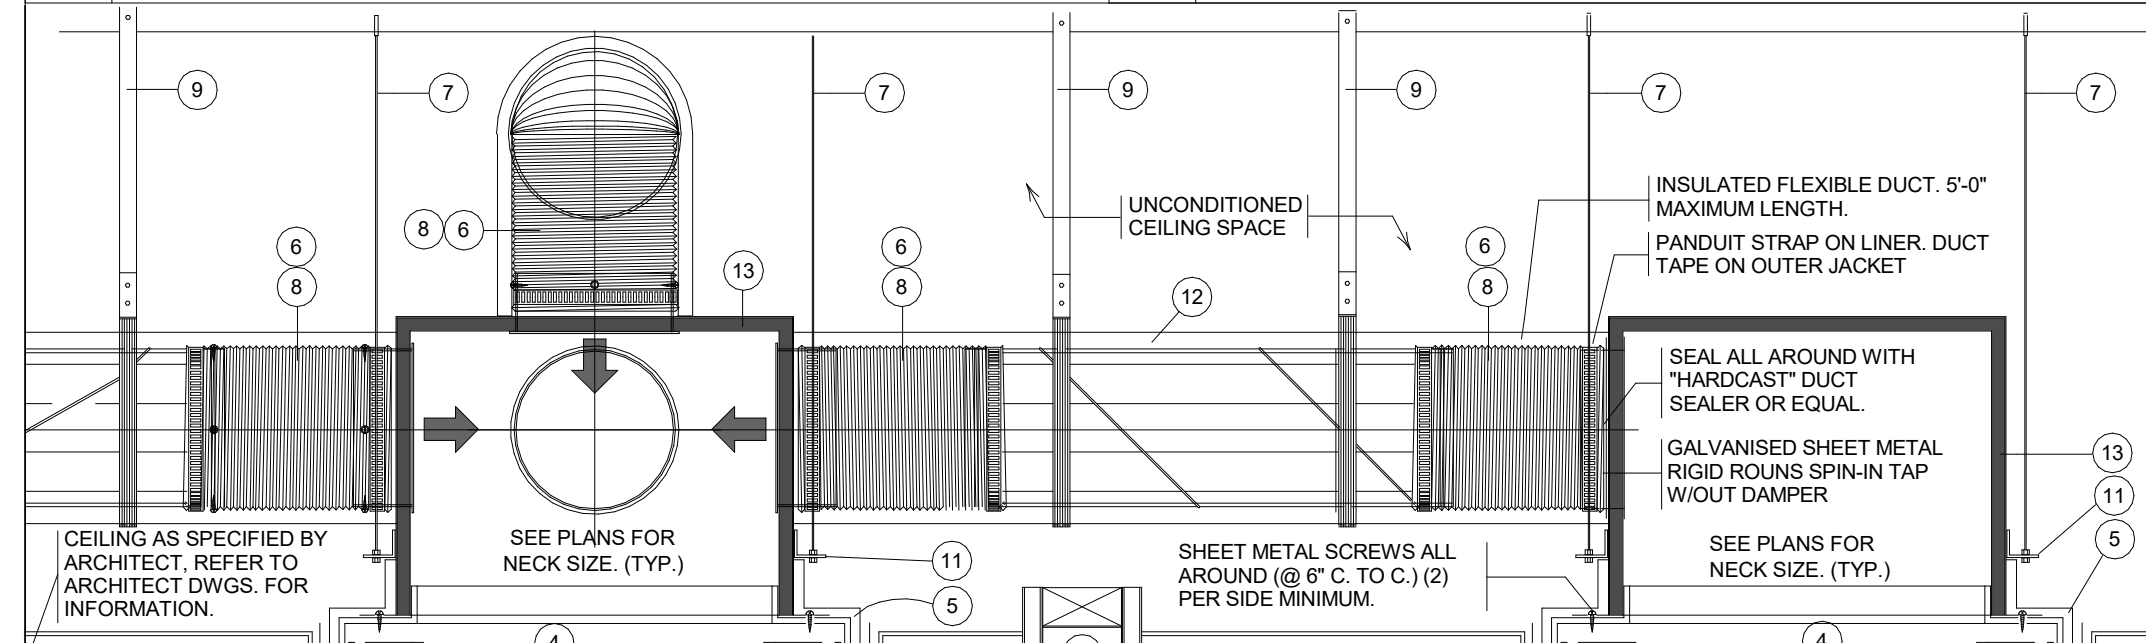 9
7
7
9
9
7
7
INSULATED FLEXIBLE DUCT. 5'-0"
MAXIMUM LENGTH.
UNCONDITIONED
CEILING SPACE
8 6
PANDUIT STRAP ON LINER. DUCT
TAPE ON OUTER JACKET
6
8
13
6
8
12
6
8
SEAL ALL AROUND WITH
"HARDCAST" DUCT
SEALER OR EQUAL.
GALVANISED SHEET METAL
RIGID ROUNS SPIN-IN TAP
W/OUT DAMPER
13
11
5
CEILING AS SPECIFIED BY
ARCHITECT, REFER TO
ARCHITECT DWGS. FOR
INFORMATION.
SEE PLANS FOR
NECK SIZE. (TYP.)
11
5
SHEET METAL SCREWS ALL
AROUND (@ 6" C. TO C.) (2)
PER SIDE MINIMUM.
SEE PLANS FOR
NECK SIZE. (TYP.)
4
4